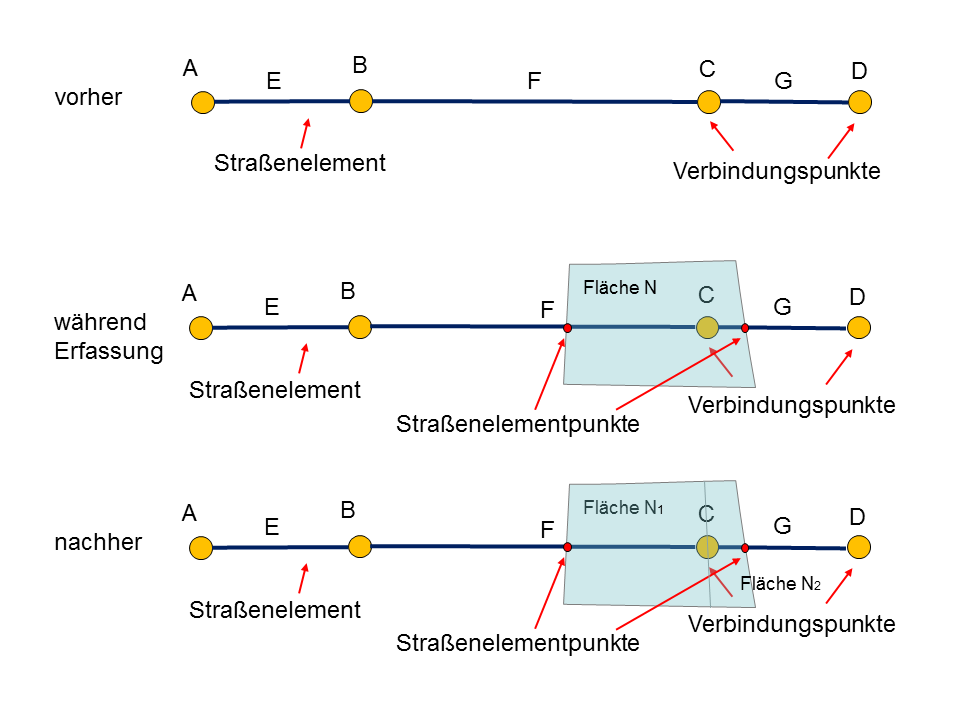 A
B
C
D
E
F
G
vorher
Straßenelement
Verbindungspunkte
A
B
Fläche N
C
D
E
F
G
während
Erfassung
Straßenelement
Verbindungspunkte
Straßenelementpunkte
A
B
Fläche N₁
C
D
E
F
G
nachher
Fläche N₂
Straßenelement
Verbindungspunkte
Straßenelementpunkte